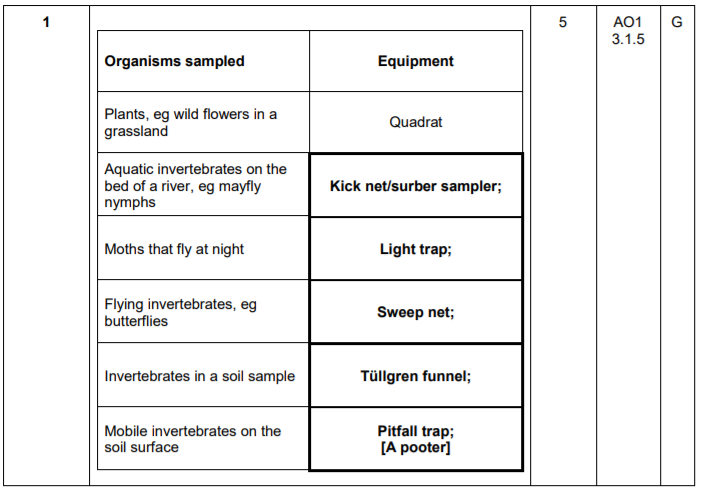 1
5
AO1
3.1.5
G
Organisms sampled
Equipment
Plants, eg wild flowers in a
grassland
Quadrat
Aquatic invertebrates on the
bed of a river, eg mayfly
nymphs
Kick net/surber sampler;
Moths that fly at night
Light trap;
Flying invertebrates, eg
butterflies
Sweep net;
Invertebrates in a soil sample
Tüllgren funnel;
Mobile invertebrates on the
soil surface
Pitfall trap;
[A pooter]